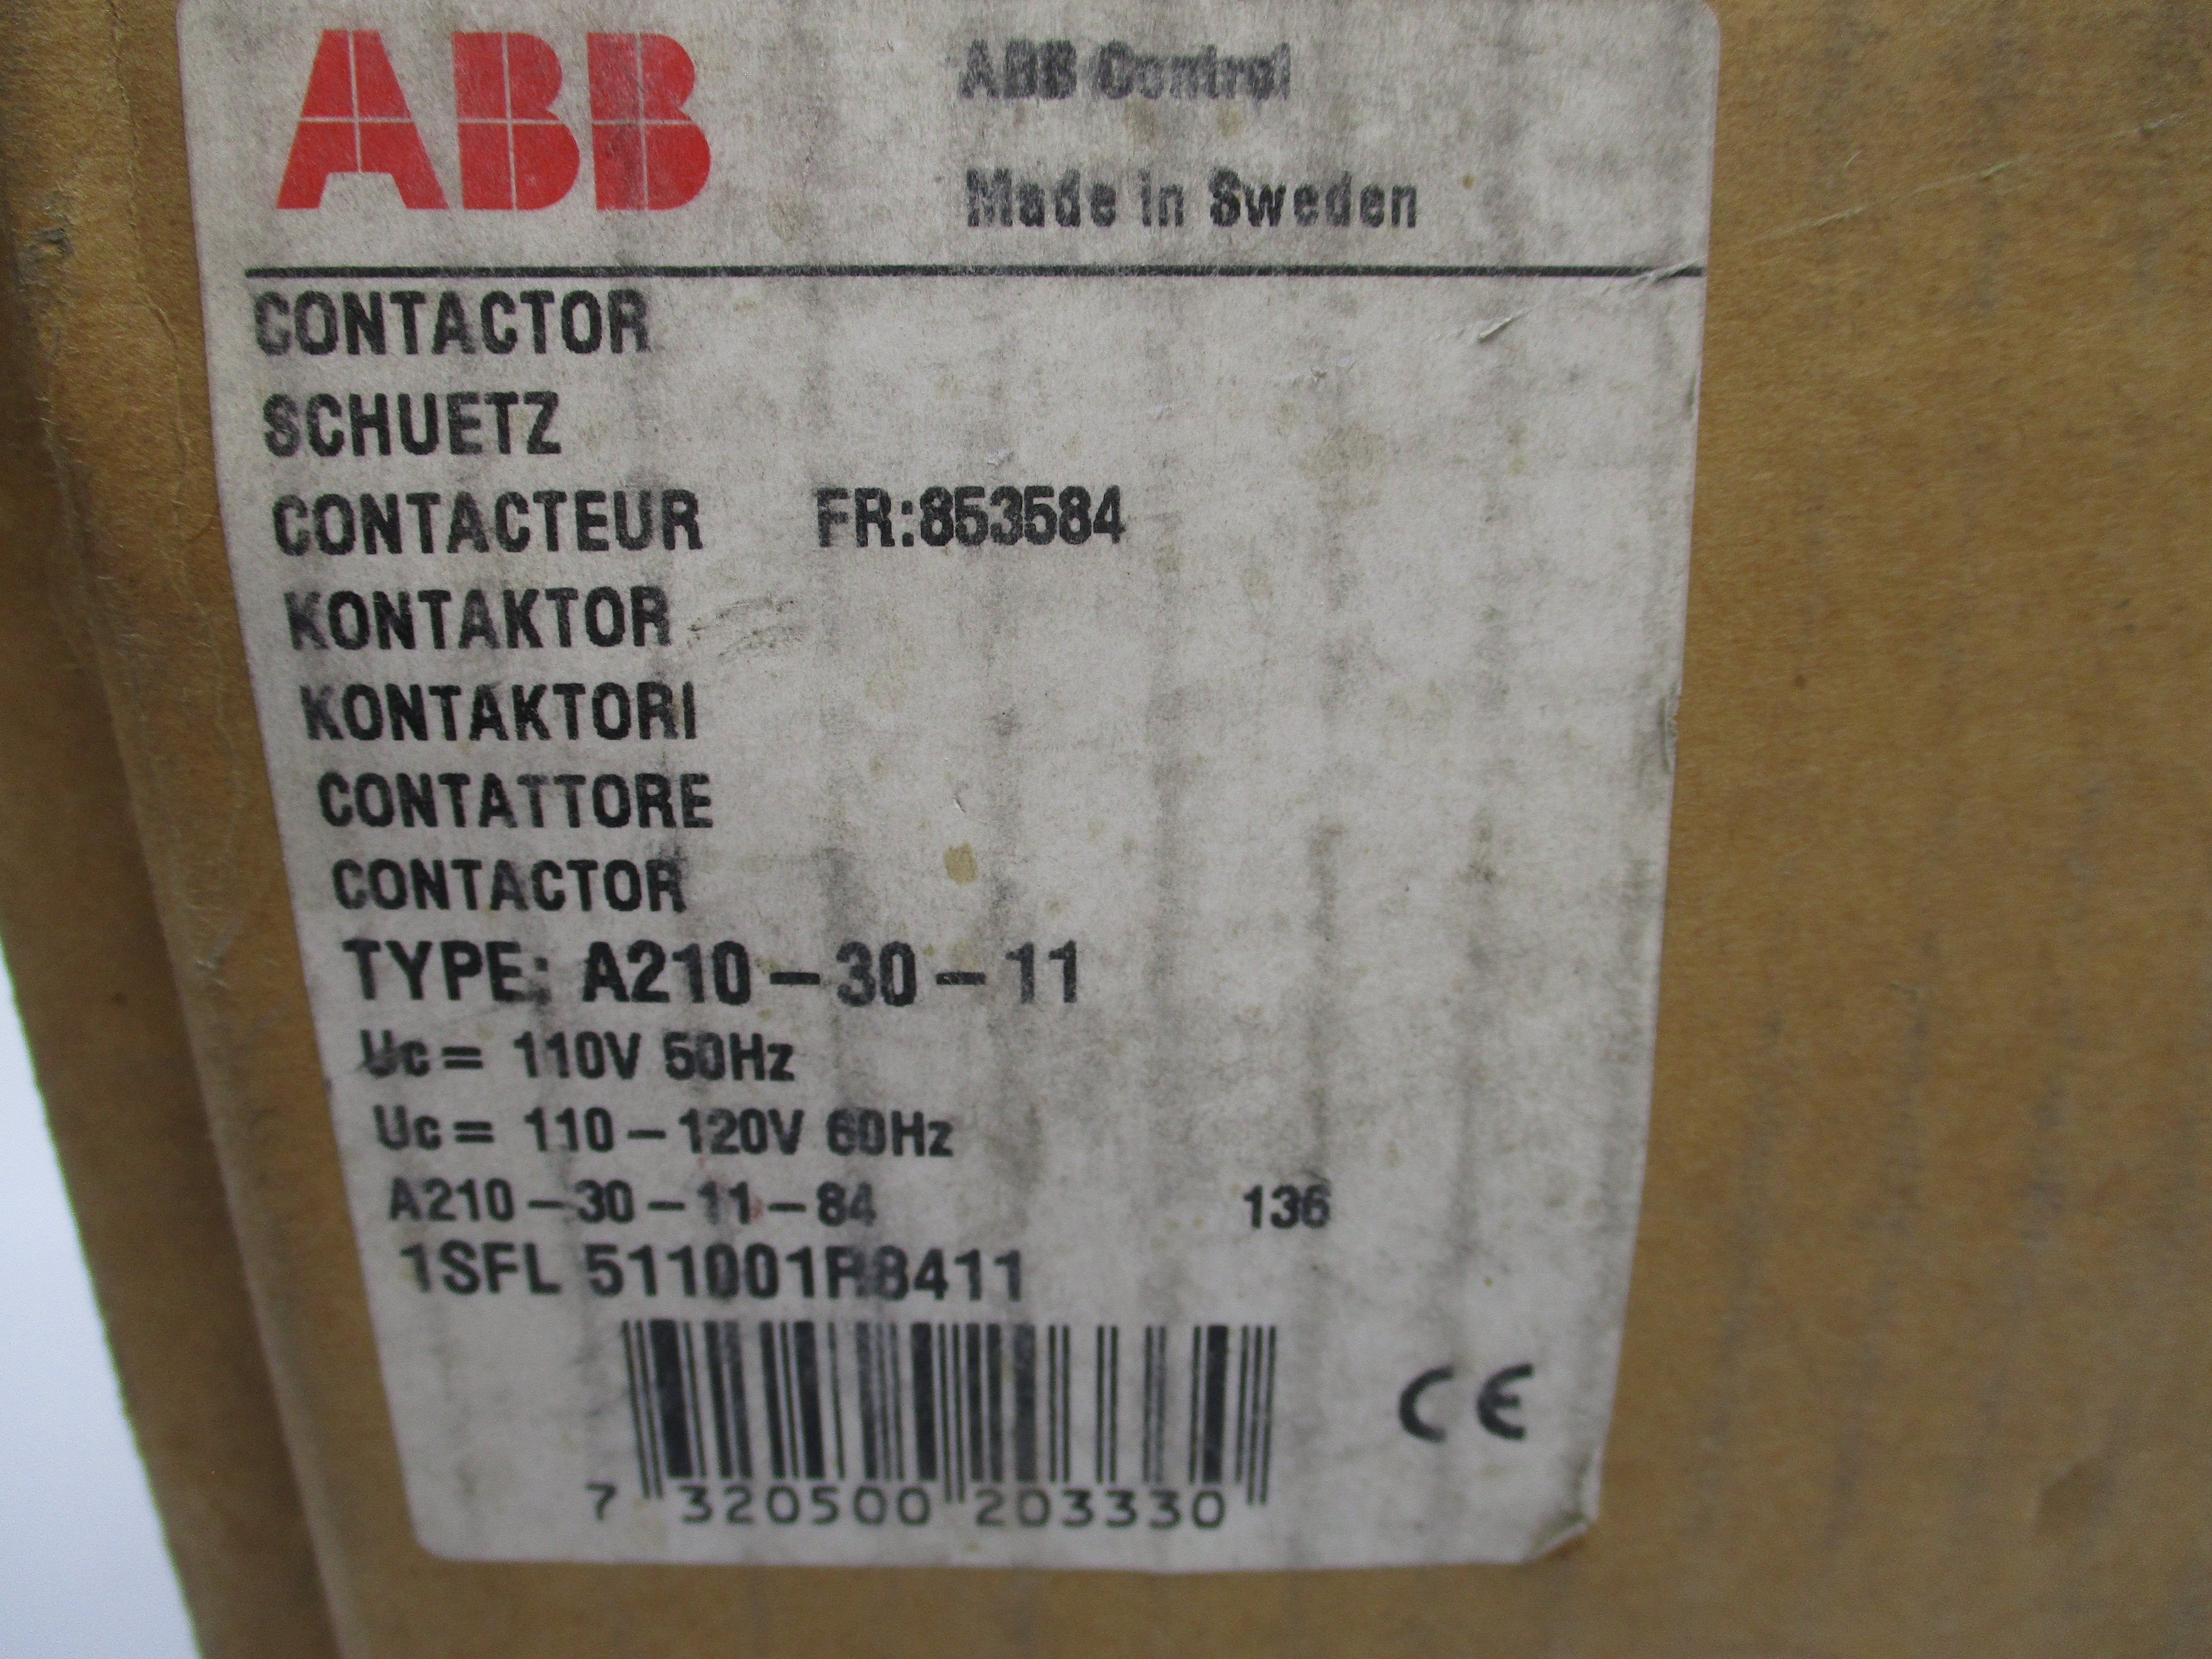 ABB
ABB Control
Made in Sweden
CONTACTOR
SCHUETZ
CONTACTEUR FR:853584
KONTAKTOR
KONTAKTORI
CONTATTORE
CONTACTOR
TYPE: A210-30-11
Uc= 110V 50Hz
Uc= 110-120V 60Hz
A210-30-11-84 136
1SFL 511001R8411
CE
7 320500 203330